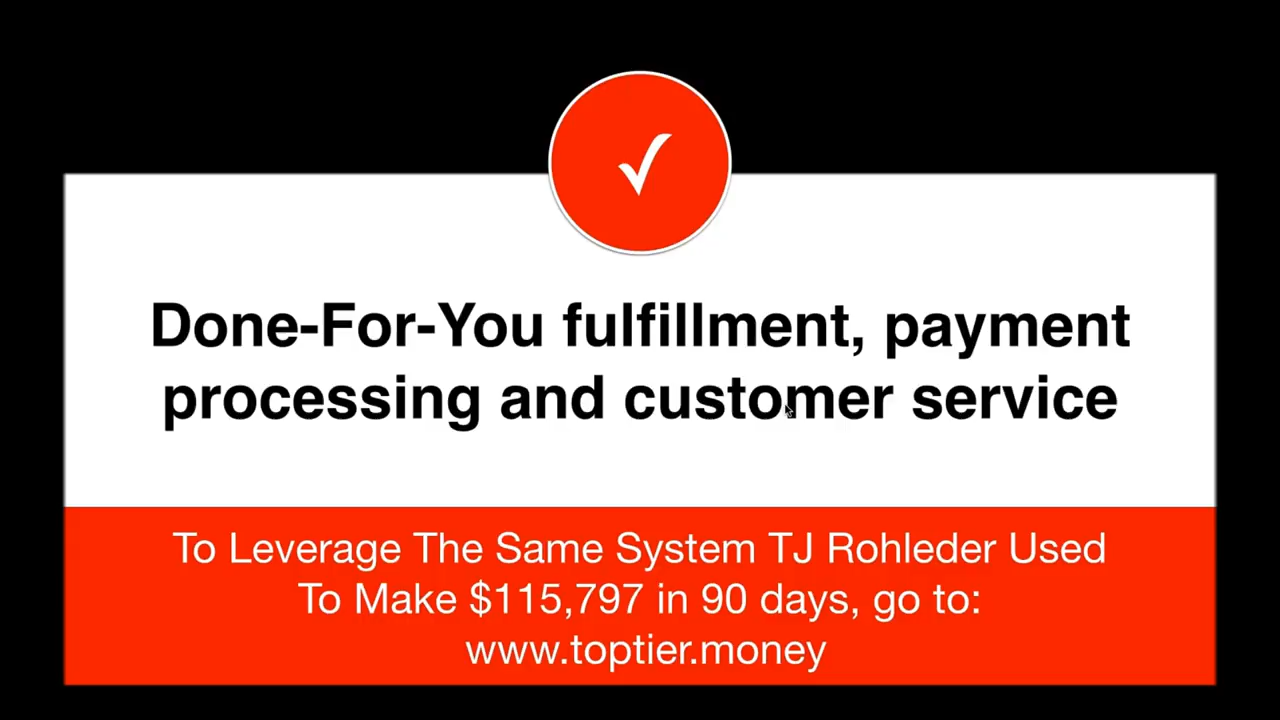 ✓
Done-For-You fulfillment, payment
processing and customer service
To Leverage The Same System TJ Rohleder Used
To Make $115,797 in 90 days, go to:
www.toptier.money